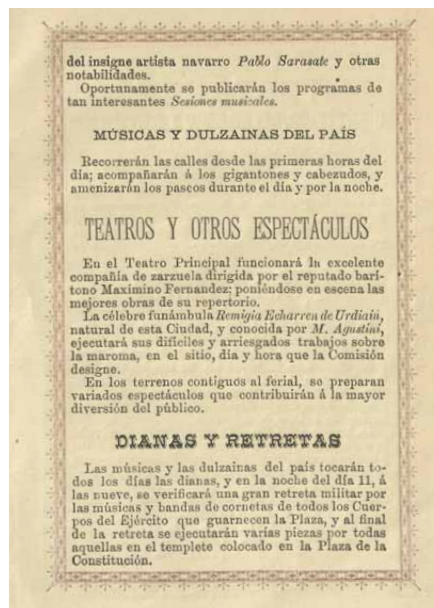 del insigne artista navarro Pablo Sarasate y otras
notabilidades.
Oportunamente se publicarán los programas de
tan interesantes Sesiones musicales.
MÚSICAS Y DULZAINAS DEL PAÍS
Recorrerán las calles desde las primeras horas del
día; acompañarán á los gigantones y cabezudos, y
amenizarán los paseos durante el día y por la noche.
TEATROS Y OTROS ESPECTÁCULOS
En el Teatro Principal funcionará la excelente
compañia de zarzuela dirigida por el reputado barí-
tono Maximino Fernandez; poniéndose en escena las
mejores obras de su repertorio.
La célebre funámbula Remigia Echarren de Urdiain,
natural de esta Ciudad, y conocida por M. Agustini,
ejecutará sus difíciles y arriesgados trabajos sobre
la maroma, en el sitio, dia y hora que la Comisión
designe.
En los terrenos contiguos al ferial, se preparan
variados espectáculos que contribuirán á la mayor
diversión del público.
DIANAS Y RETRETAS
Las músicas y las dulzainas del país tocarán to-
dos los días las dianas, y en la noche del día 11, á
las nueve, se verificará una gran retreta militar por
las músicas y bandas de cornetas de todos los Cuer-
pos del Ejército que guarnecen la Plaza, y al final
de la retreta se ejecutarán varias piezas por todas
aquellas en el templete colocado en la Plaza de la
Constitución.